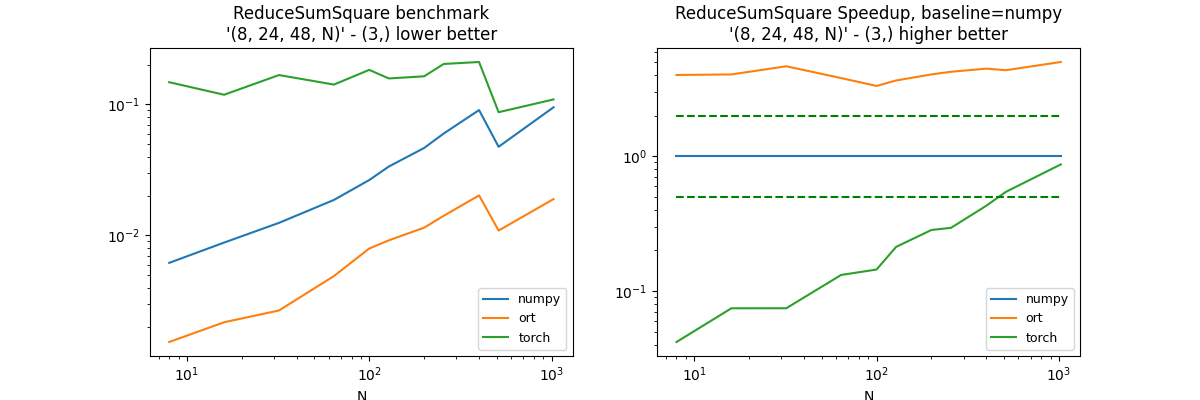 ReduceSumSquare benchmark
'(8, 24, 48, N)' - (3,) lower better
10⁻¹
10⁻²
10¹
10²
10³
N
numpy
ort
torch
ReduceSumSquare Speedup, baseline=numpy
'(8, 24, 48, N)' - (3,) higher better
10⁰
10⁻¹
10¹
10²
10³
N
numpy
ort
torch